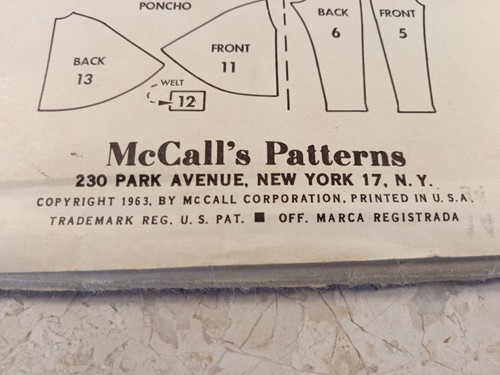 PONCHO
BACK
13
FRONT
11
WELT
12
BACK
6
FRONT
5
McCall's Patterns
230 PARK AVENUE, NEW YORK 17, N. Y.
COPYRIGHT 1963, BY McCALL CORPORATION, PRINTED IN U. S. A.
TRADEMARK REG. U. S. PAT. ■ OFF. MARCA REGISTRADA